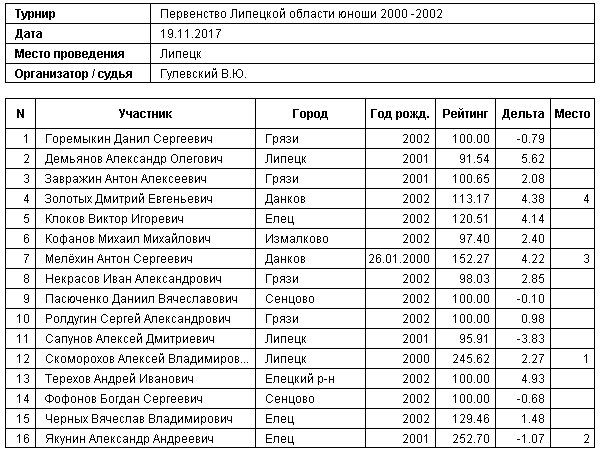 Турнир Первенство Липецкой области юноши 2000 -2002
Дата 19.11.2017
Место проведения Липецк
Организатор / судья Гулевский В.Ю.
N Участник Город Год рожд. Рейтинг Дельта Место
1 Горемыкин Данил Сергеевич Грязи 2002 100.00 -0.79
2 Демьянов Александр Олегович Липецк 2001 91.54 5.62
3 Завражин Антон Алексеевич Грязи 2001 100.65 2.08
4 Золотых Дмитрий Евгеньевич Данков 2002 113.17 4.38 4
5 Клоков Виктор Игоревич Елец 2002 120.51 4.14
6 Кофанов Михаил Михайлович Измалково 2002 97.40 2.40
7 Мелёхин Антон Сергеевич Данков 26.01.2000 152.27 4.22 3
8 Некрасов Иван Александрович Грязи 2002 98.03 2.85
9 Пасюченко Даниил Вячеславович Сенцово 2002 100.00 -0.10
10 Ролдугин Сергей Александрович Грязи 2002 100.00 0.98
11 Сапунов Алексей Дмитриевич Липецк 2001 95.91 -3.83
12 Скоморохов Алексей Владимиров... Липецк 2000 245.62 2.27 1
13 Терехов Андрей Иванович Елецкий р-н 2002 100.00 4.93
14 Фофонов Богдан Сергеевич Сенцово 2002 100.00 -0.68
15 Черных Вячеслав Владимирович Елец 2002 129.46 1.48
16 Якунин Александр Андреевич Елец 2001 252.70 -1.07 2